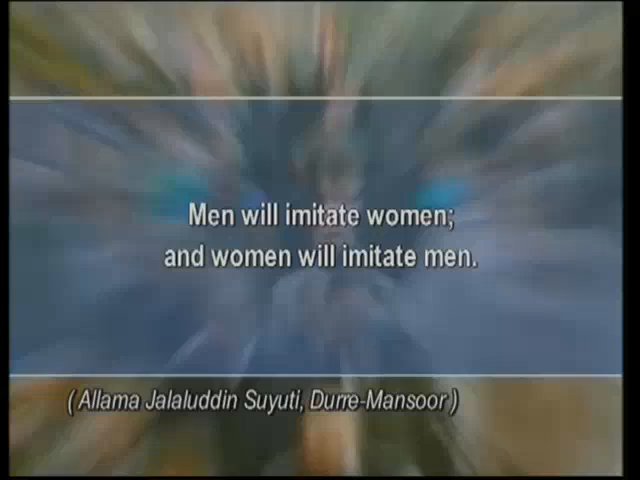 Men will imitate women;
and women will imitate men.
( Allama Jalaluddin Suyuti, Durre-Mansoor )